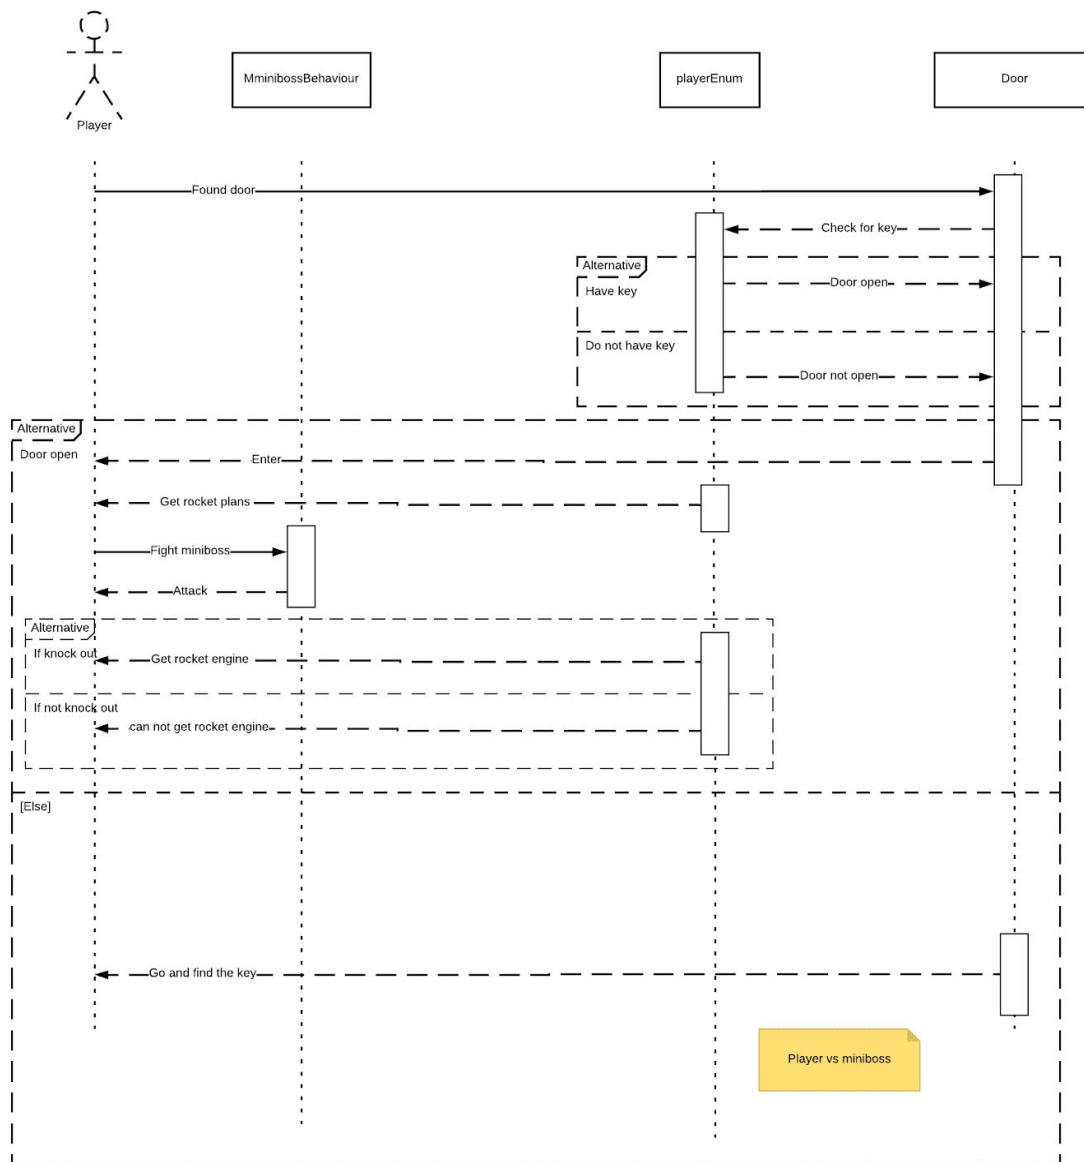 Player
MminibossBehaviour
playerEnum
Door
Found door
Check for key
Alternative
Door open
Have key
Do not have key
Door not open
Alternative
Door open
Enter
Get rocket plans
Fight miniboss
Attack
Alternative
If knock out
Get rocket engine
If not knock out
can not get rocket engine
[Else]
Go and find the key
Player vs miniboss